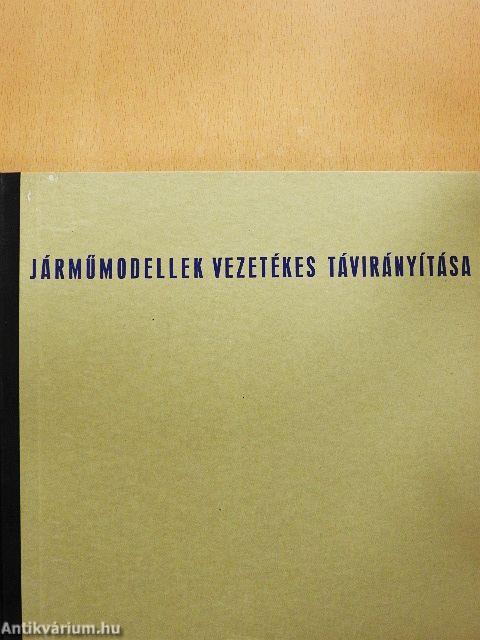 JÁRMŰMODELLEK VEZETÉKES TÁVIRÁNYÍTÁSA
Antikvárium.hu